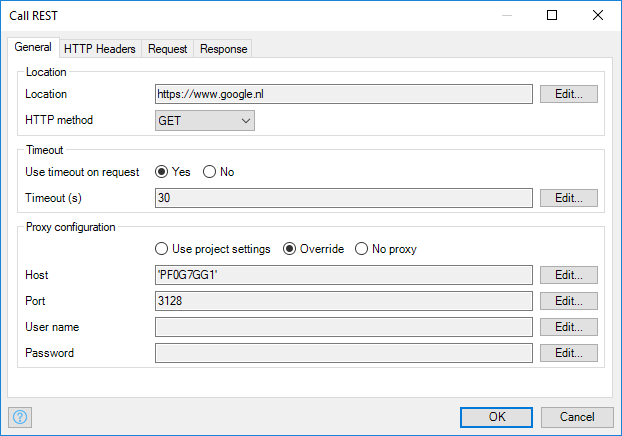 Call REST
General HTTP Headers Request Response
Location
Location https://www.google.nl Edit...
HTTP method GET
Timeout
Use timeout on request Yes No
Timeout (s) 30 Edit...
Proxy configuration
Use project settings Override No proxy
Host 'PF0G7GG1' Edit...
Port 3128 Edit...
User name Edit...
Password Edit...
? OK Cancel